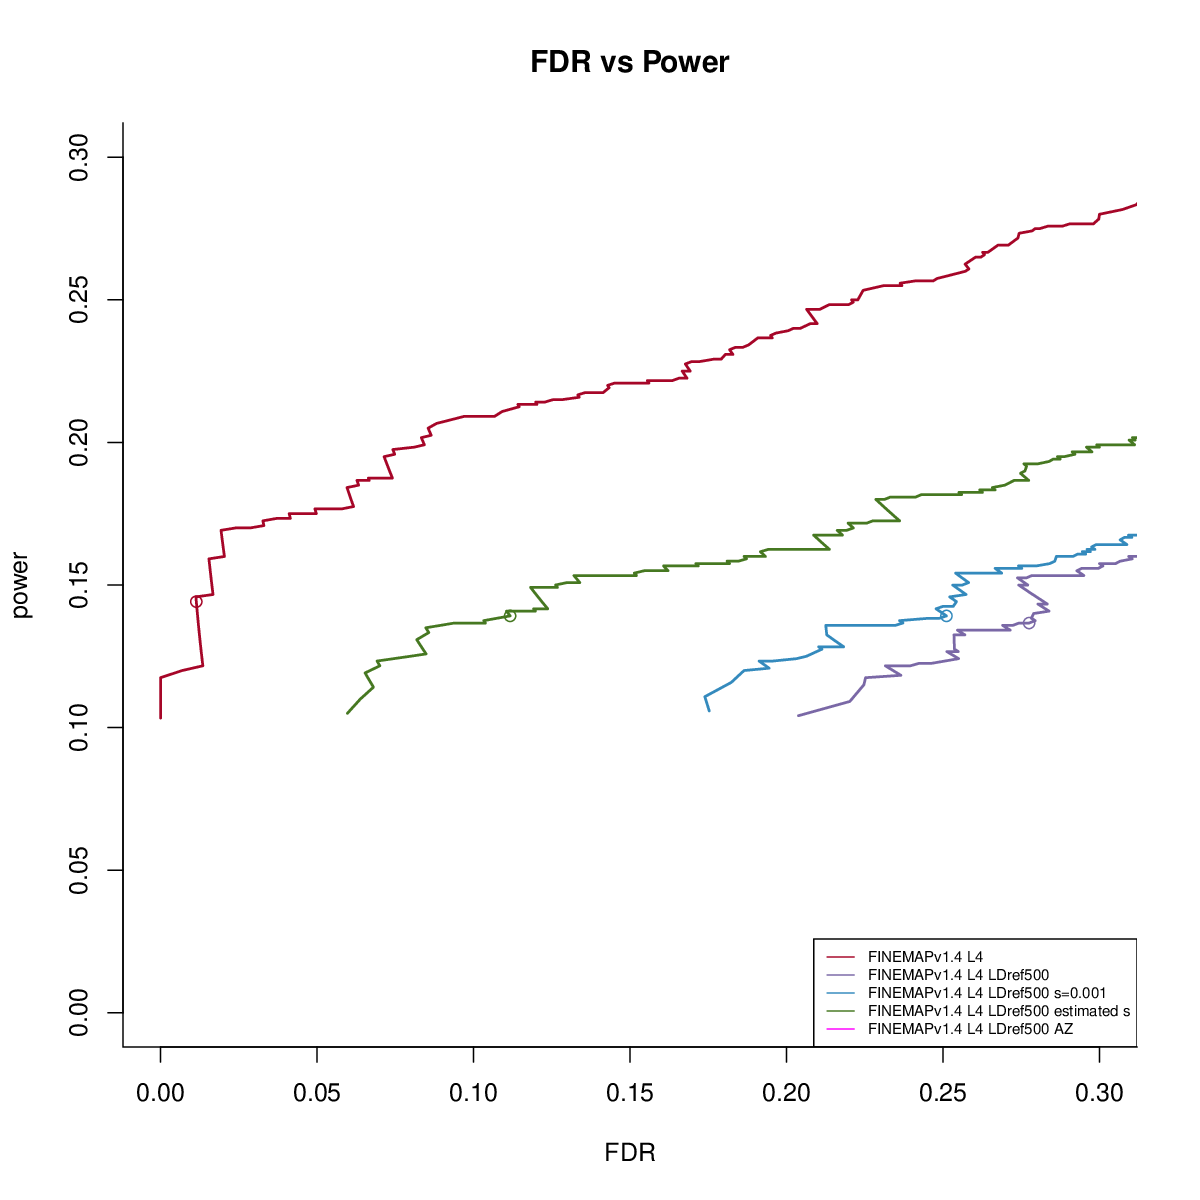 FDR vs Power
0.30
0.25
0.20
0.15
0.10
0.05
0.00
power
FINEMAPv1.4 L4
FINEMAPv1.4 L4 LDref500
FINEMAPv1.4 L4 LDref500 s=0.001
FINEMAPv1.4 L4 LDref500 estimated s
FINEMAPv1.4 L4 LDref500 AZ
0.00 0.05 0.10 0.15 0.20 0.25 0.30
FDR